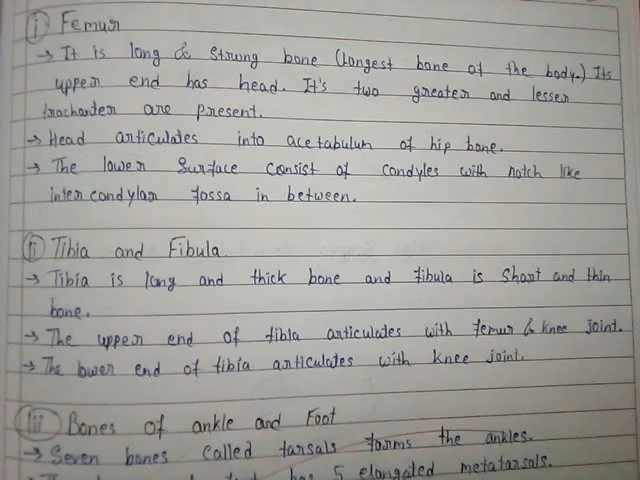 i) Femur
→ It is long & strong bone (longest bone of the body.) Its
upper end has head. It's two greater and lesser
trachanter are present.
→ Head articulates into acetabulum of hip bone.
→ The lower surface consist of condyles with notch like
intercondylar fossa in between.
ii) Tibia and Fibula
→ Tibia is long and thick bone and fibula is short and thin
bone.
→ The upper end of tibia articulates with femur & knee joint.
→ The lower end of tibia articulates with knee joint.
iii) Bones of ankle and Foot
→ Seven bones called tarsals forms the ankles.
has 5 elongated metatarsals.